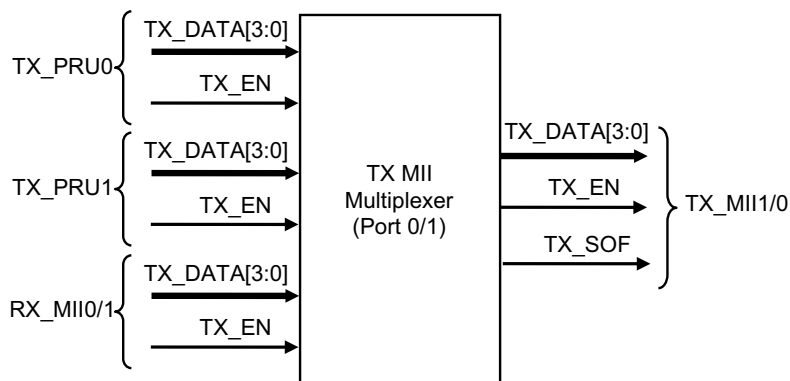 TX_PRU0
TX_DATA[3:0]
TX_EN
TX_PRU1
TX_DATA[3:0]
TX_EN
RX_MII0/1
TX_DATA[3:0]
TX_EN
TX MII
Multiplexer
(Port 0/1)
TX_DATA[3:0]
TX_EN
TX_SOF
TX_MII1/0